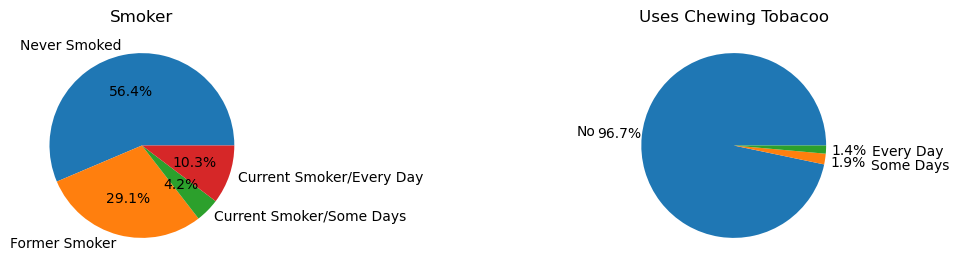 Smoker
Never Smoked
56.4%
10.3%
Current Smoker/Every Day
4.2%
Current Smoker/Some Days
29.1%
Former Smoker
Uses Chewing Tobacoo
No
96.7%
1.4%
Every Day
1.9%
Some Days